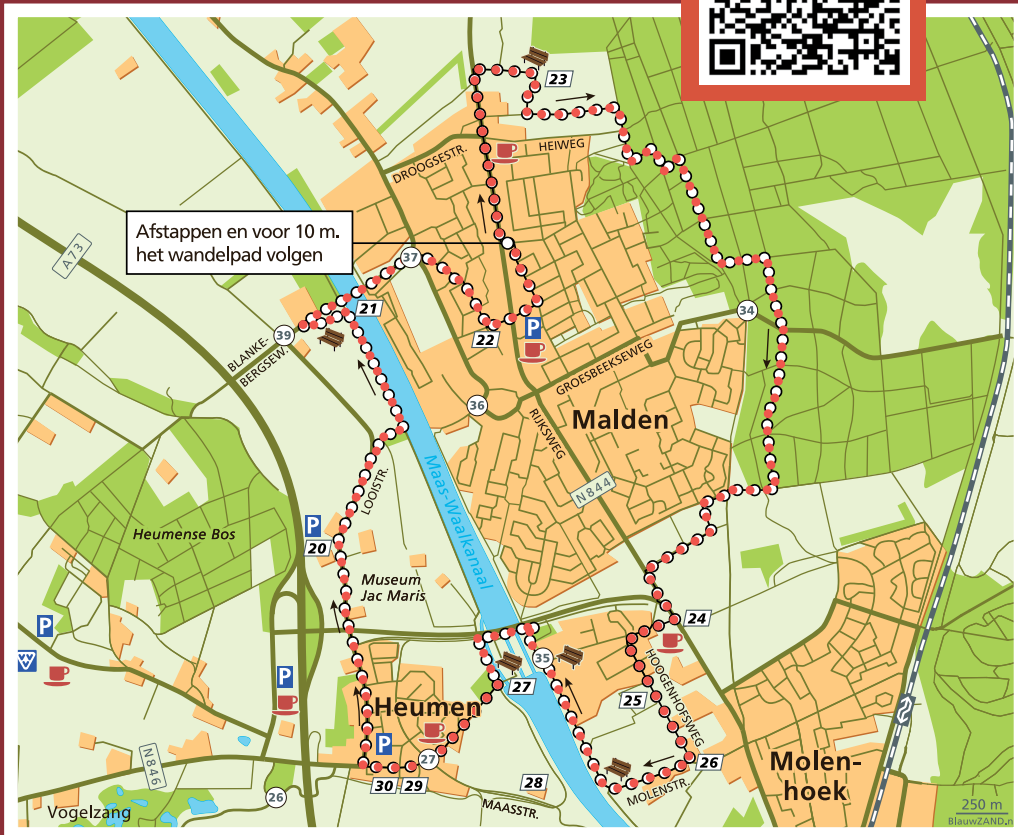 23
DROOGSESTR.
HEIWEG
Afstappen en voor 10 m.
het wandelpad volgen
A73
37
21
39
BLANKE-
BERGSEW.
22
P
34
GROESBEEKSEWEG
36
RIJKSWEG
Malden
Maas-Waalkanaal
N844
LOOISTR.
Heumense Bos
P
20
Museum
Jac Maris
24
P
35
HOOGENHOFSWEG
27
25
P
Heumen
P
27
26
Molen-
hoek
N846
26
30
29
28
MOLENSTR.
MAASSTR.
Vogelzang
250 m
BlauwZAND.n